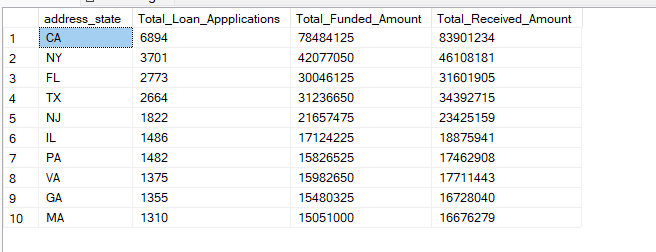 address_state Total_Loan_Appplications Total_Funded_Amount Total_Received_Amount
1 CA 6894 78484125 83901234
2 NY 3701 42077050 46108181
3 FL 2773 30046125 31601905
4 TX 2664 31236650 34392715
5 NJ 1822 21657475 23425159
6 IL 1486 17124225 18875941
7 PA 1482 15826525 17462908
8 VA 1375 15982650 17711443
9 GA 1355 15480325 16728040
10 MA 1310 15051000 16676279